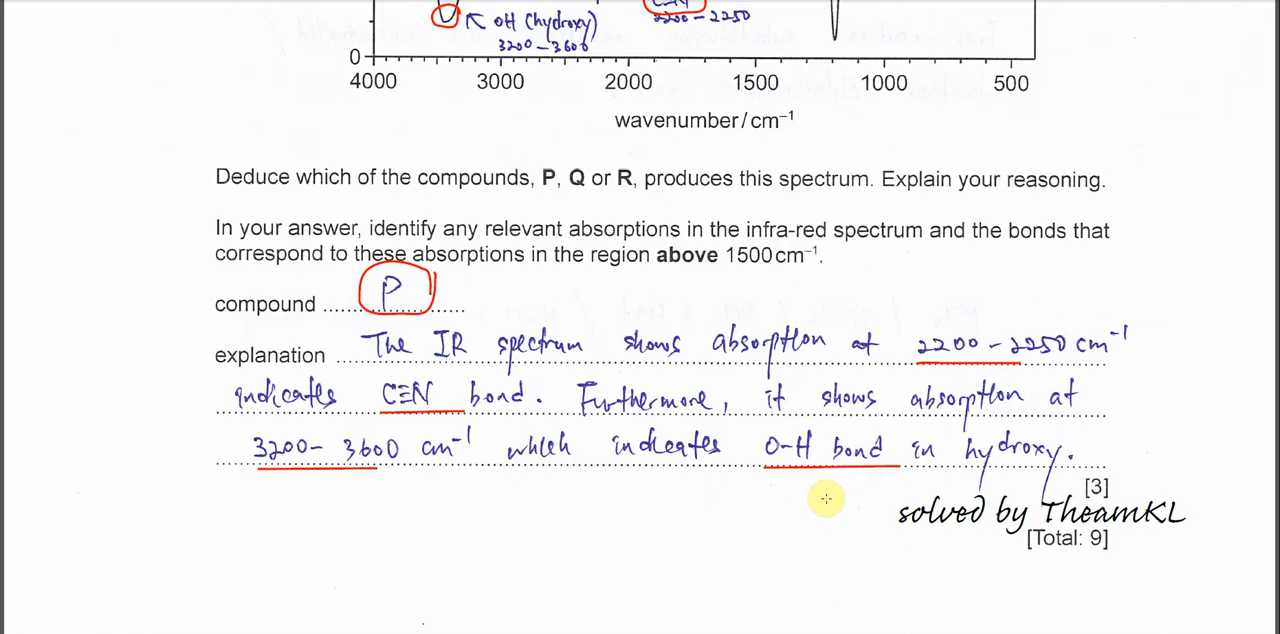 OH (hydroxy)
2200 – 2250
3200 – 3600
0
4000 3000 2000 1500 1000 500
wavenumber / cm⁻¹
Deduce which of the compounds, P, Q or R, produces this spectrum. Explain your reasoning.
In your answer, identify any relevant absorptions in the infra-red spectrum and the bonds that
correspond to these absorptions in the region above 1500 cm⁻¹.
compound P
explanation The IR spectrum shows absorption at 2200 – 2250 cm⁻¹
indicates C≡N bond. Furthermore, it shows absorption at
3200 – 3600 cm⁻¹ which indicates O-H bond in hydroxy.
[3]
solved by TheamKL
[Total: 9]